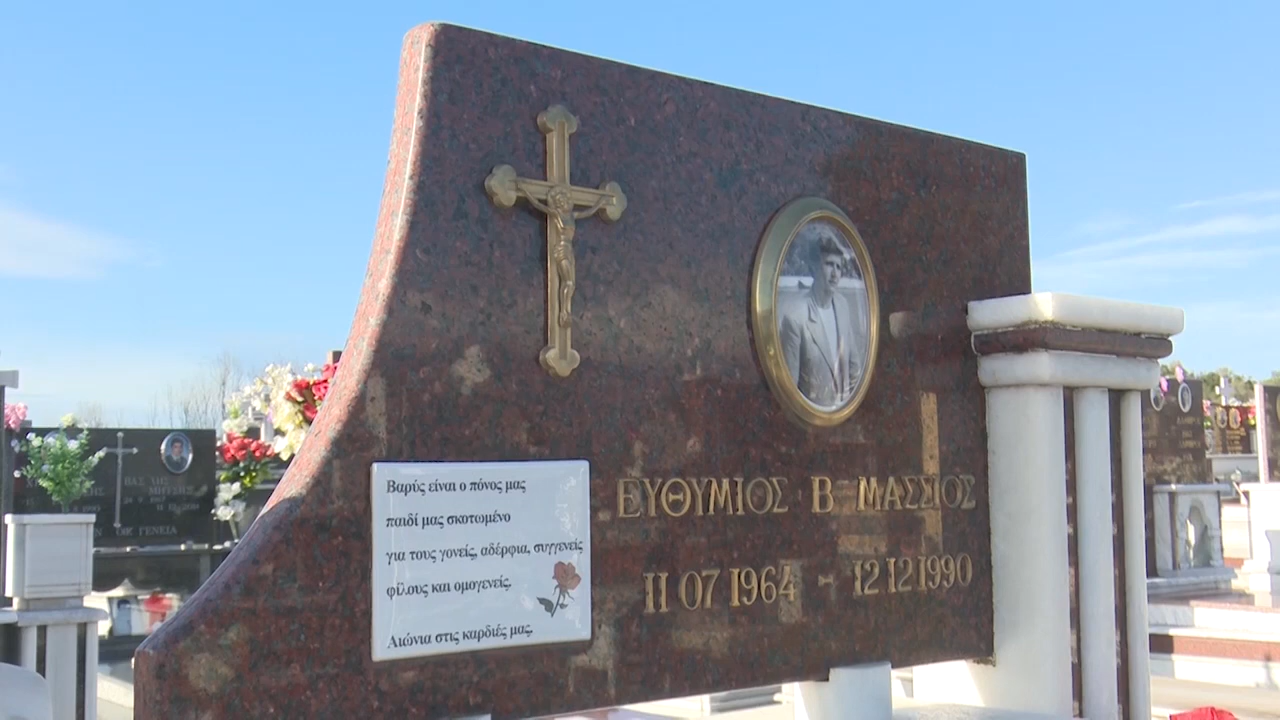 Βαρύς είναι ο πόνος μας
παιδί μας σκοτωμένο
για τους γονείς, αδέρφια, συγγενείς
φίλους και ομογενείς.
Αιώνια στις καρδιές μας.
ΕΥΘΥΜΙΟΣ Β ΜΑΣΣΙΟΣ
11 07 1964 - 12 12 1990